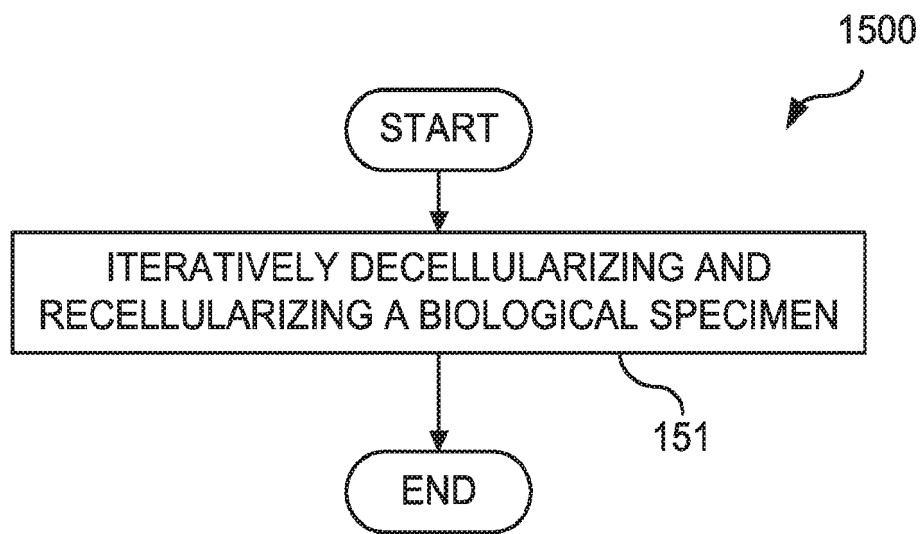 1500
START
ITERATIVELY DECELLULARIZING AND
RECELLULARIZING A BIOLOGICAL SPECIMEN
151
END